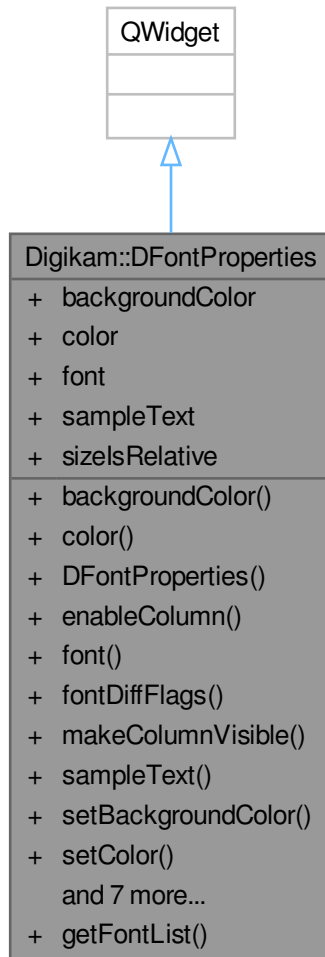 QWidget
Digikam::DFontProperties
+ backgroundColor
+ color
+ font
+ sampleText
+ sizeIsRelative
+ backgroundColor()
+ color()
+ DFontProperties()
+ enableColumn()
+ font()
+ fontDiffFlags()
+ makeColumnVisible()
+ sampleText()
+ setBackgroundColor()
+ setColor()
and 7 more...
+ getFontList()